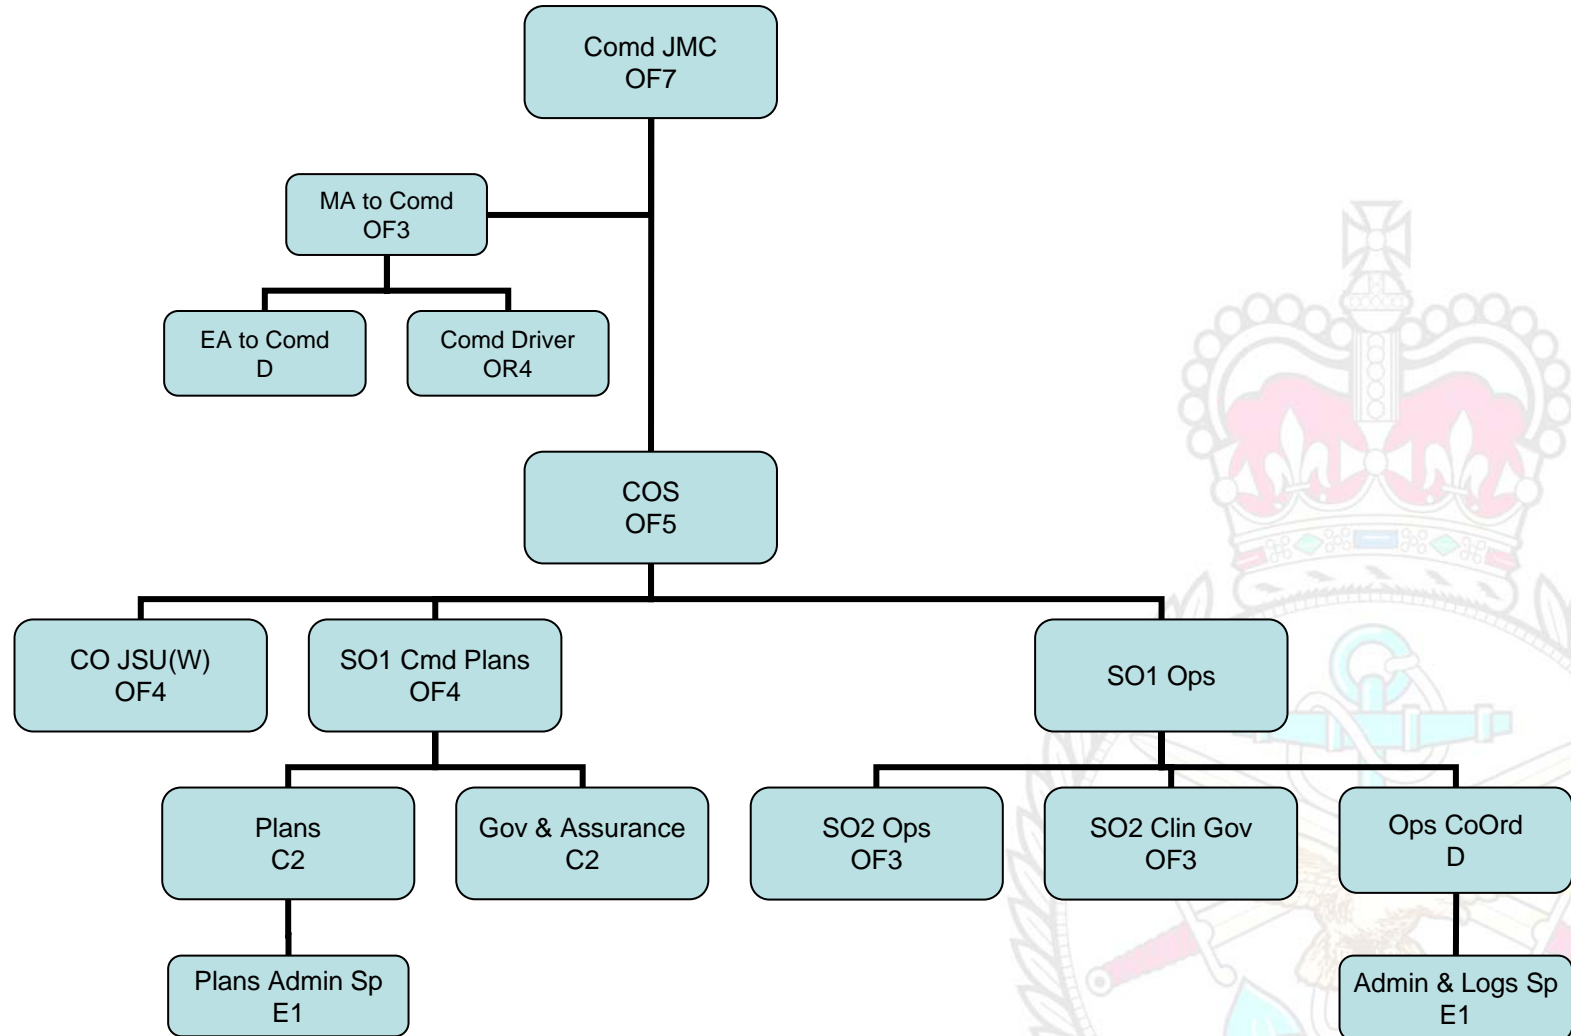 Comd JMC
OF7
MA to Comd
OF3
EA to Comd
D
Comd Driver
OR4
COS
OF5
CO JSU(W)
OF4
SO1 Cmd Plans
OF4
SO1 Ops
Plans
C2
Gov & Assurance
C2
SO2 Ops
OF3
SO2 Clin Gov
OF3
Ops CoOrd
D
Plans Admin Sp
E1
Admin & Logs Sp
E1